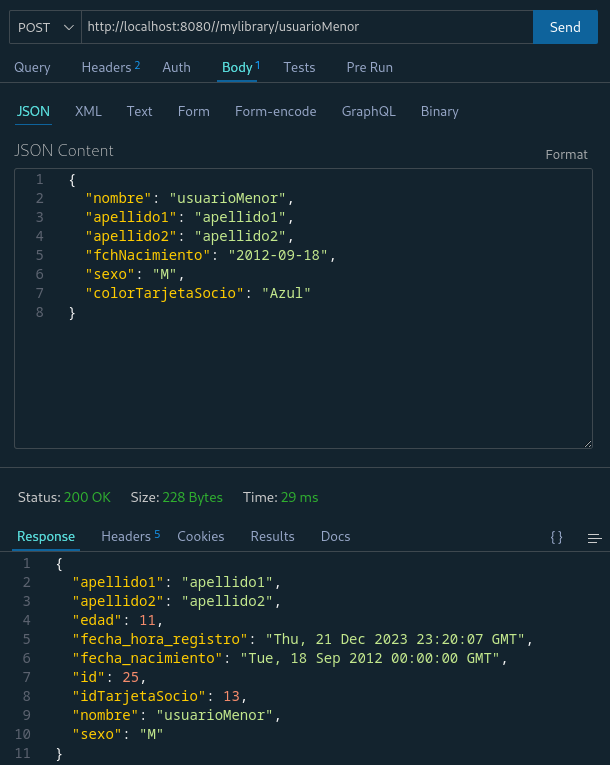 POST http://localhost:8080//mylibrary/usuarioMenor Send
Query Headers 2 Auth Body 1 Tests Pre Run
JSON XML Text Form Form-encode GraphQL Binary
JSON Content Format
1 {
2 "nombre": "usuarioMenor",
3 "apellido1": "apellido1",
4 "apellido2": "apellido2",
5 "fchNacimiento": "2012-09-18",
6 "sexo": "M",
7 "colorTarjetaSocio": "Azul"
8 }
Status: 200 OK Size: 228 Bytes Time: 29 ms
Response Headers 5 Cookies Results Docs {}
1 {
2 "apellido1": "apellido1",
3 "apellido2": "apellido2",
4 "edad": 11,
5 "fecha_hora_registro": "Thu, 21 Dec 2023 23:20:07 GMT",
6 "fecha_nacimiento": "Tue, 18 Sep 2012 00:00:00 GMT",
7 "id": 25,
8 "idTarjetaSocio": 13,
9 "nombre": "usuarioMenor",
10 "sexo": "M"
11 }